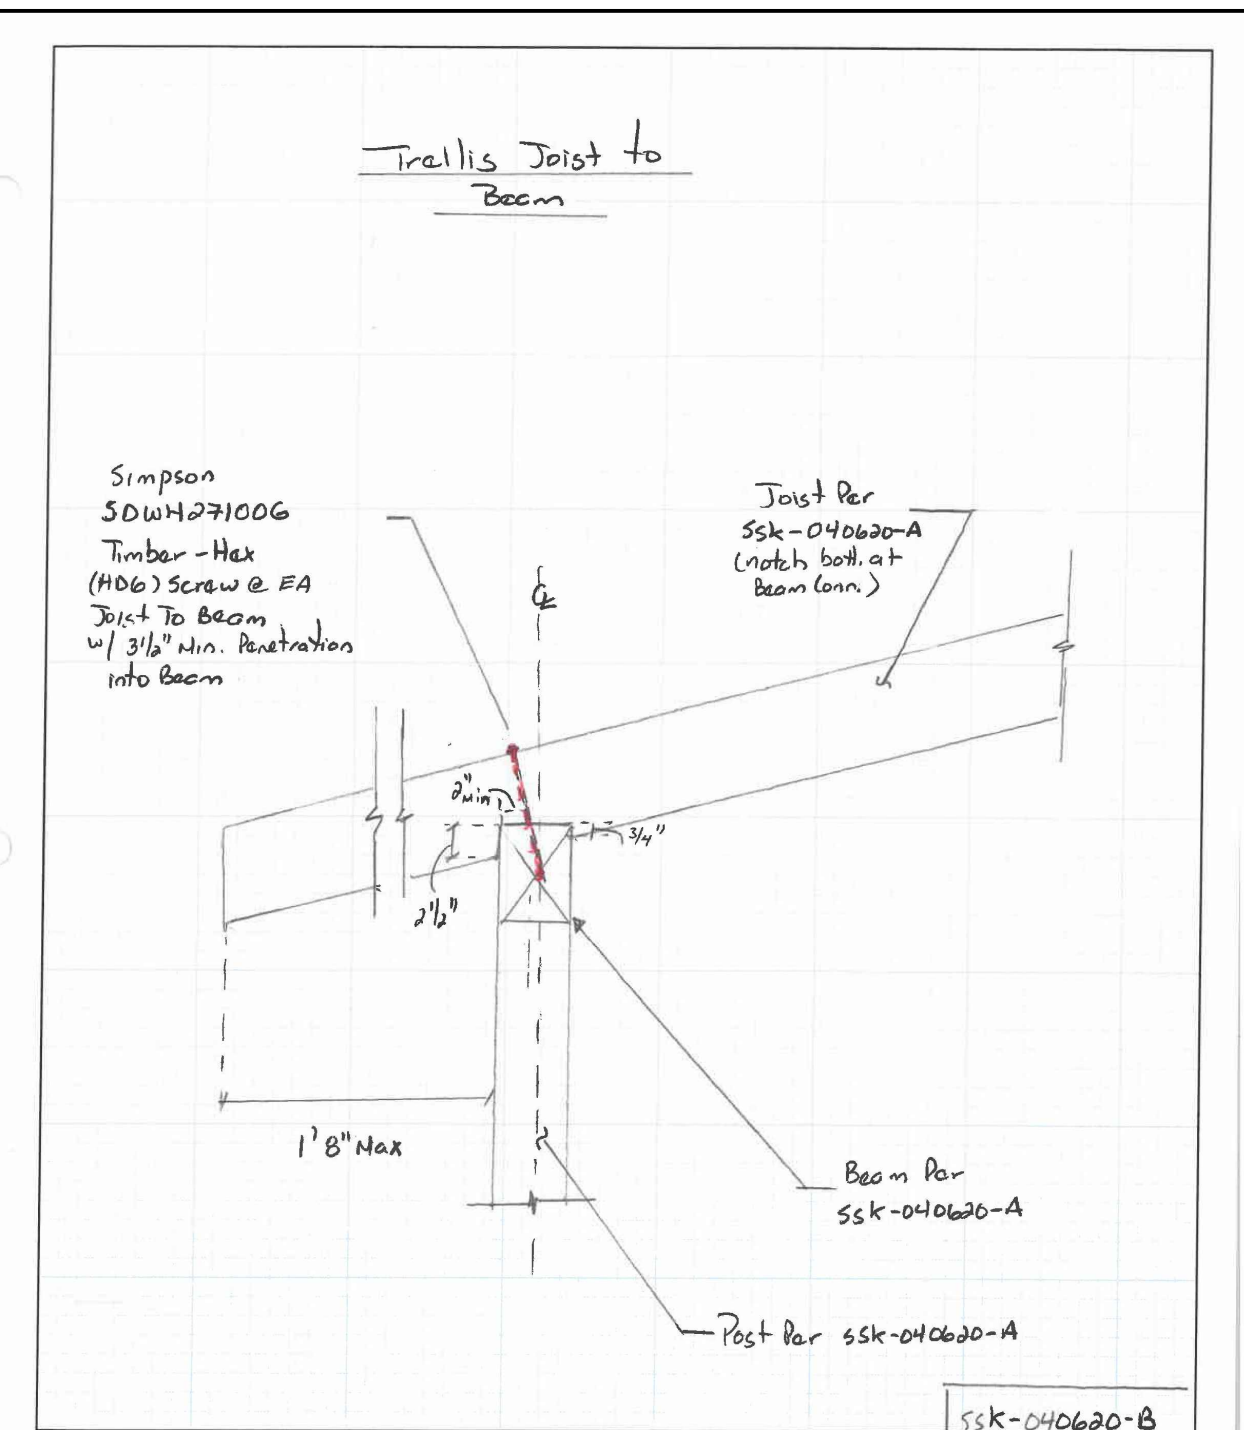 Trellis Joist to
Beam
Simpson
SDWH27100G
Timber-Hex
(HDG) Screw @ EA
Joist To Beam
w/ 3 1/2" Min. Penetration
into Beam
Joist Per
SSK-040620-A
(notch bott. at
Beam Conn.)
℄
2" Min
3/4"
2 1/2"
1' 8" Max
Beam Per
SSK-040620-A
Post Per SSK-040620-A
SSK-040620-B